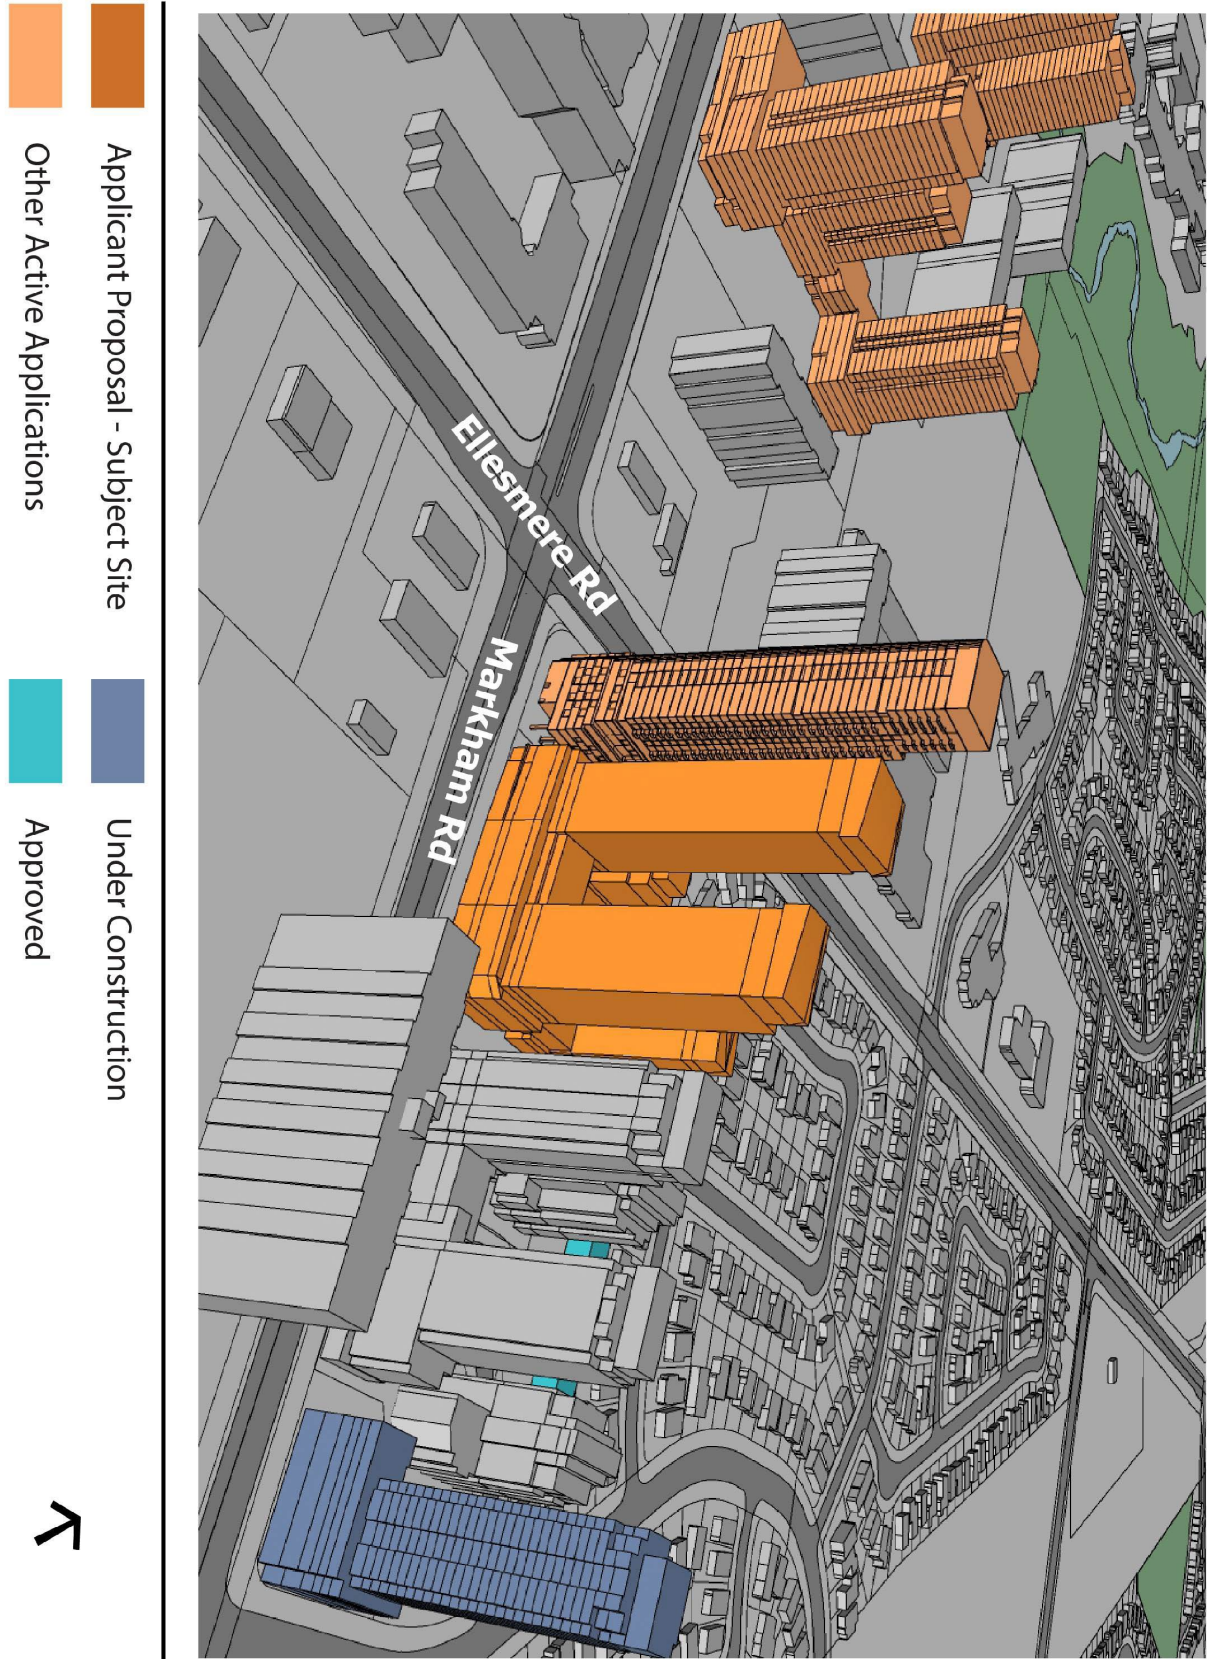 Ellesmere Rd
Markham Rd
Applicant Proposal - Subject Site
Other Active Applications
Under Construction
Approved